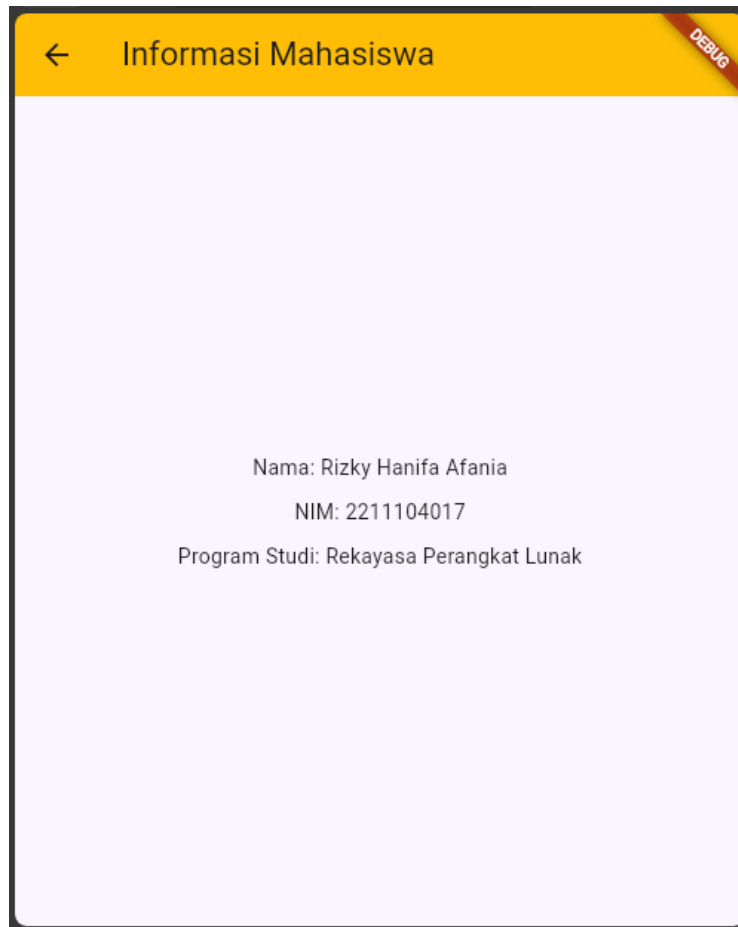 Informasi Mahasiswa
DEBUG
Nama: Rizky Hanifa Afania
NIM: 2211104017
Program Studi: Rekayasa Perangkat Lunak